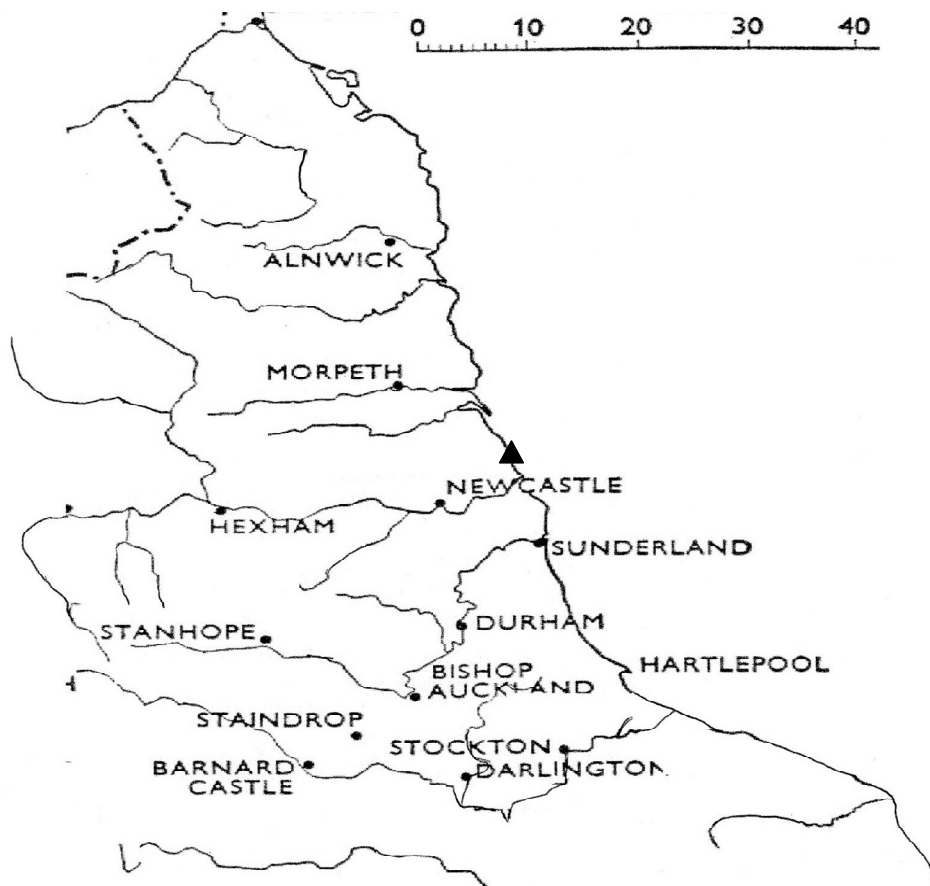 0 10 20 30 40
ALNWICK
MORPETH
NEWCASTLE
HEXHAM
SUNDERLAND
STANHOPE
DURHAM
HARTLEPOOL
BISHOP
AUCKLAND
STAINDROP
STOCKTON
BARNARD
CASTLE
DARLINGTON